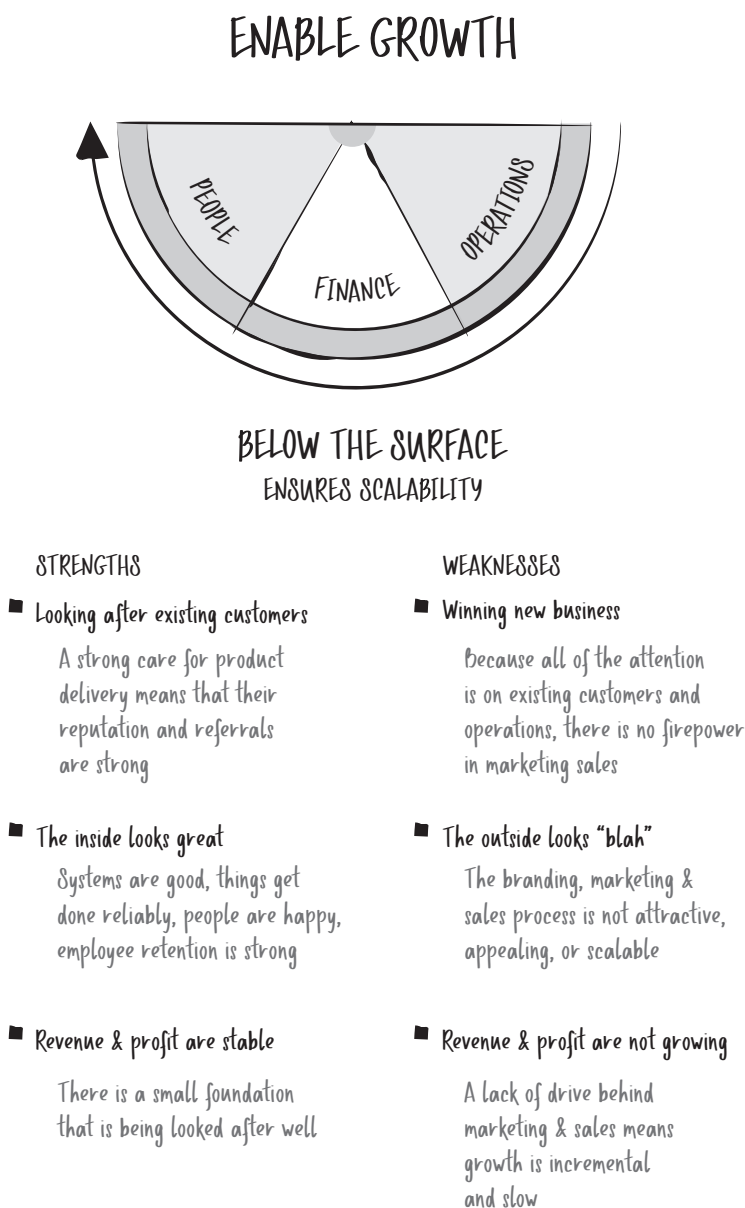 ENABLE GROWTH
PEOPLE
FINANCE
OPERATIONS
BELOW THE SURFACE
ENSURES SCALABILITY
STRENGTHS
Looking after existing customers
A strong care for product
delivery means that their
reputation and referrals
are strong
The inside looks great
Systems are good, things get
done reliably, people are happy,
employee retention is strong
Revenue & profit are stable
There is a small foundation
that is being looked after well
WEAKNESSES
Winning new business
Because all of the attention
is on existing customers and
operations, there is no firepower
in marketing sales
The outside looks “blah”
The branding, marketing &
sales process is not attractive,
appealing, or scalable
Revenue & profit are not growing
A lack of drive behind
marketing & sales means
growth is incremental
and slow